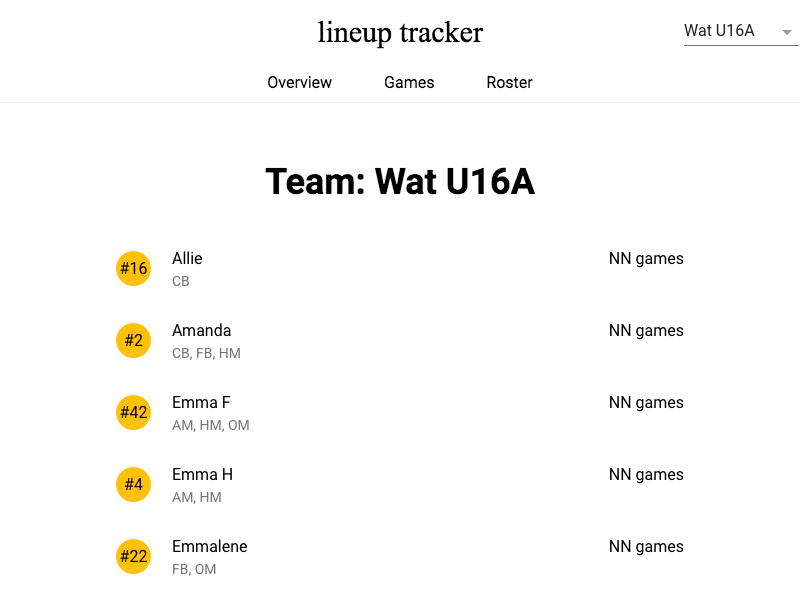 lineup tracker
Wat U16A
Overview Games Roster
Team: Wat U16A
#16 Allie NN games
CB
#2 Amanda NN games
CB, FB, HM
#42 Emma F NN games
AM, HM, OM
#4 Emma H NN games
AM, HM
#22 Emmalene NN games
FB, OM